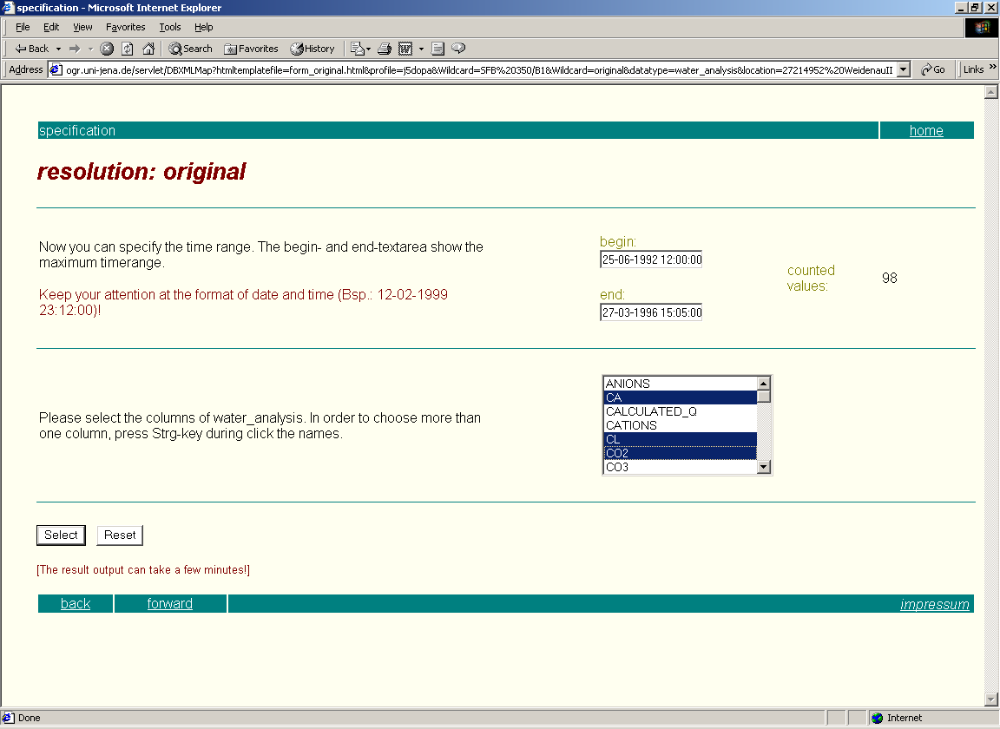 specification - Microsoft Internet Explorer
File Edit View Favorites Tools Help
Back Search Favorites History
Address ogr.uni-jena.de/servlet/DBXMLMap?htmltemplatefile=form_original.html&profile=j5dopa&Wildcard=SFB%20350/B1&Wildcard=original&datatype=water_analysis&location=27214952%20WeidenauII Go Links »
specification home
resolution: original
Now you can specify the time range. The begin- and end-textarea show the
maximum timerange.
Keep your attention at the format of date and time (Bsp.: 12-02-1999
23:12:00)!
begin:
25-06-1992 12:00:00
end:
27-03-1996 15:05:00
counted
values:
98
Please select the columns of water_analysis. In order to choose more than
one column, press Strg-key during click the names.
ANIONS
CA
CALCULATED_Q
CATIONS
CL
CO2
CO3
Select Reset
[The result output can take a few minutes!]
back forward impressum
Done Internet